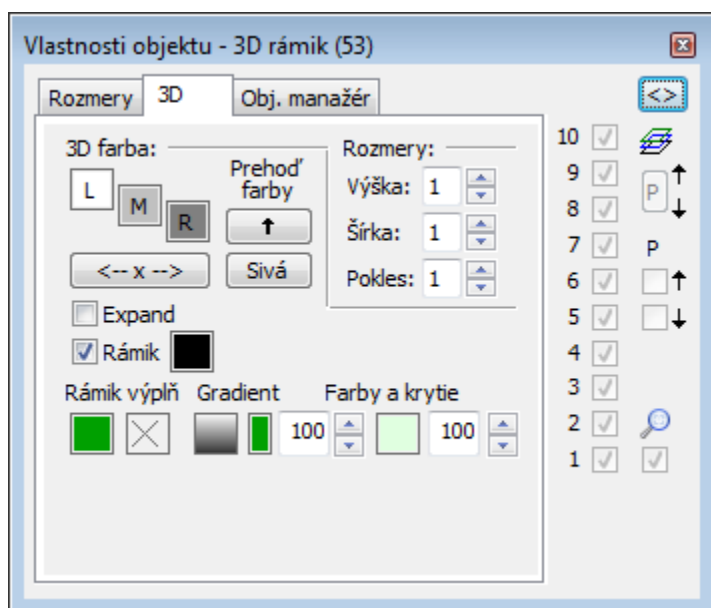 Vlastnosti objektu - 3D rámik (53)
Rozmery 3D Obj. manažér
<>
3D farba:
L M R
Prehoď
farby
<-- x --> Sivá
Rozmery:
Výška: 1
Šírka: 1
Pokles: 1
Expand
Rámik
Rámik výplň Gradient Farby a krytie
100 100
10
9 P
8
7 P
6
5
4
3
2
1